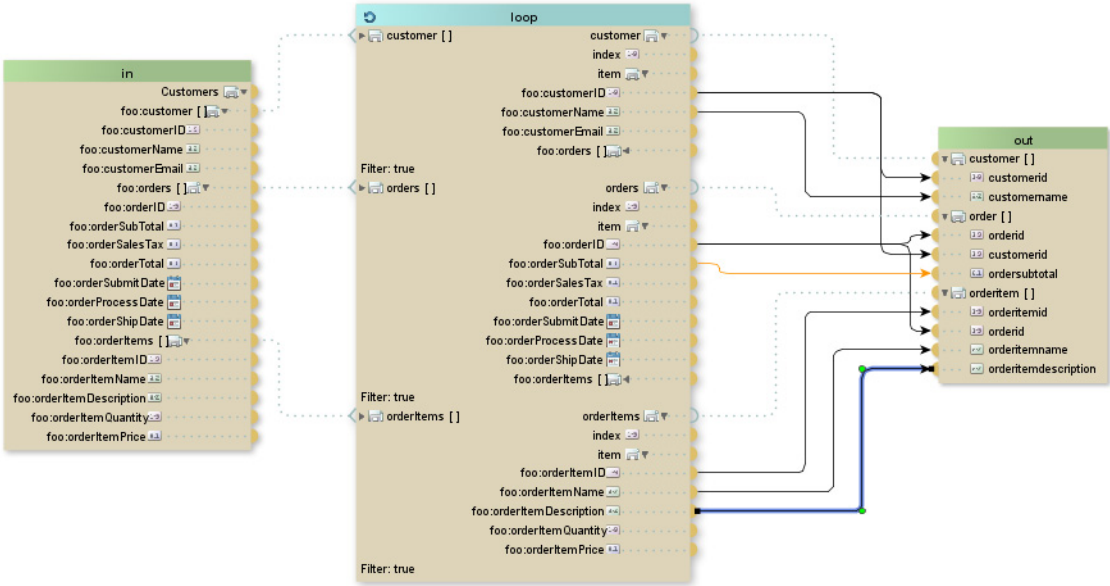 in
Customers
foo:customer [ ]
foo:customerID
foo:customerName
foo:customerEmail
foo:orders [ ]
foo:orderID
foo:orderSubTotal
foo:orderSalesTax
foo:orderTotal
foo:orderSubmitDate
foo:orderProcessDate
foo:orderShipDate
foo:orderItems [ ]
foo:orderItemID
foo:orderItemName
foo:orderItemDescription
foo:orderItemQuantity
foo:orderItemPrice
loop
customer [ ] customer
index
item
foo:customerID
foo:customerName
foo:customerEmail
foo:orders [ ]
Filter: true
orders [ ] orders
index
item
foo:orderID
foo:orderSubTotal
foo:orderSalesTax
foo:orderTotal
foo:orderSubmitDate
foo:orderProcessDate
foo:orderShipDate
foo:orderItems [ ]
Filter: true
orderItems [ ] orderItems
index
item
foo:orderItemID
foo:orderItemName
foo:orderItemDescription
foo:orderItemQuantity
foo:orderItemPrice
Filter: true
out
customer [ ]
customerid
customername
order [ ]
orderid
customerid
ordersubtotal
orderitem [ ]
orderitemid
orderid
orderitemname
orderitemdescription